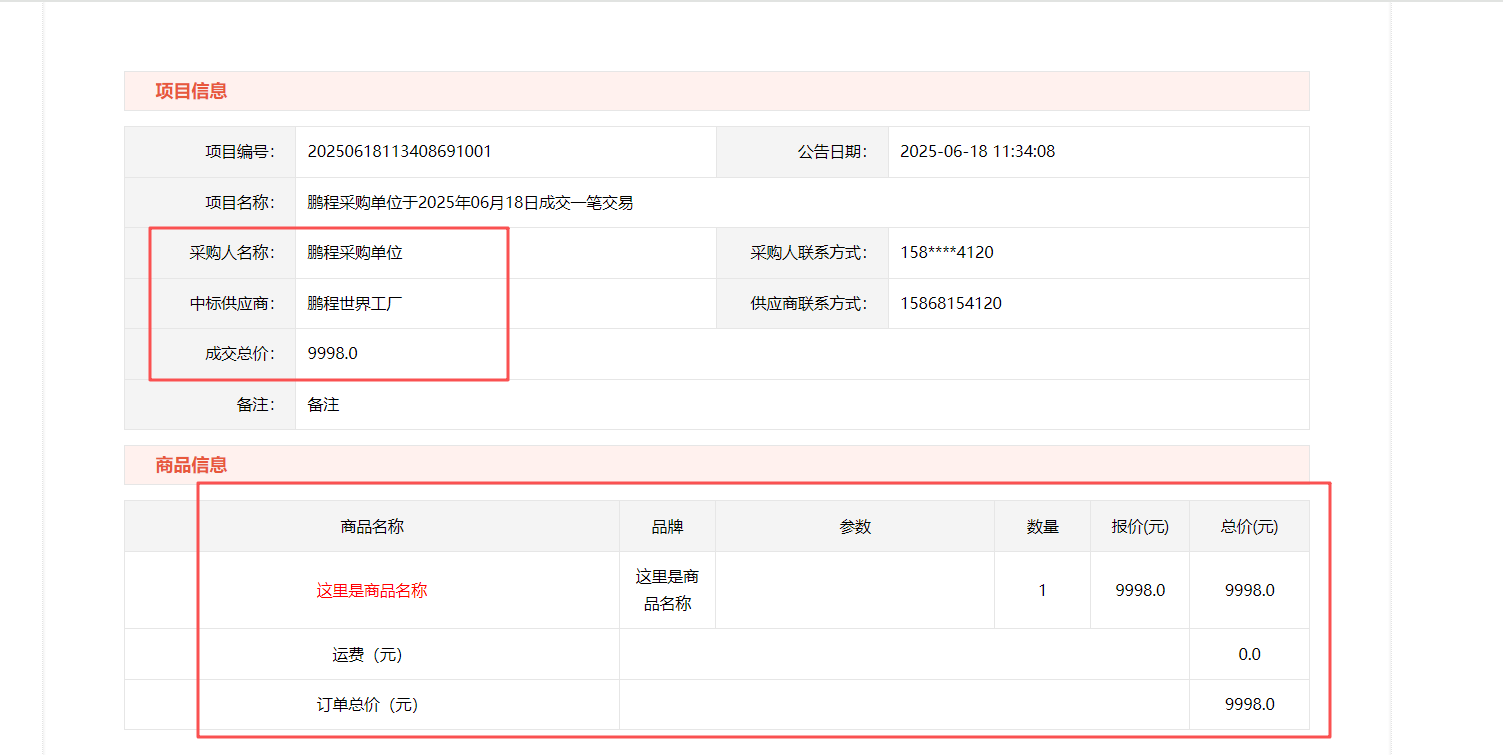 项目信息
项目编号： 20250618113408691001 公告日期： 2025-06-18 11:34:08
项目名称： 鹏程采购单位于2025年06月18日成交一笔交易
采购人名称： 鹏程采购单位 采购人联系方式： 158****4120
中标供应商： 鹏程世界工厂 供应商联系方式： 15868154120
成交总价： 9998.0
备注： 备注
商品信息
商品名称 品牌 参数 数量 报价(元) 总价(元)
这里是商品名称 这里是商品名称 1 9998.0 9998.0
运费（元） 0.0
订单总价（元） 9998.0